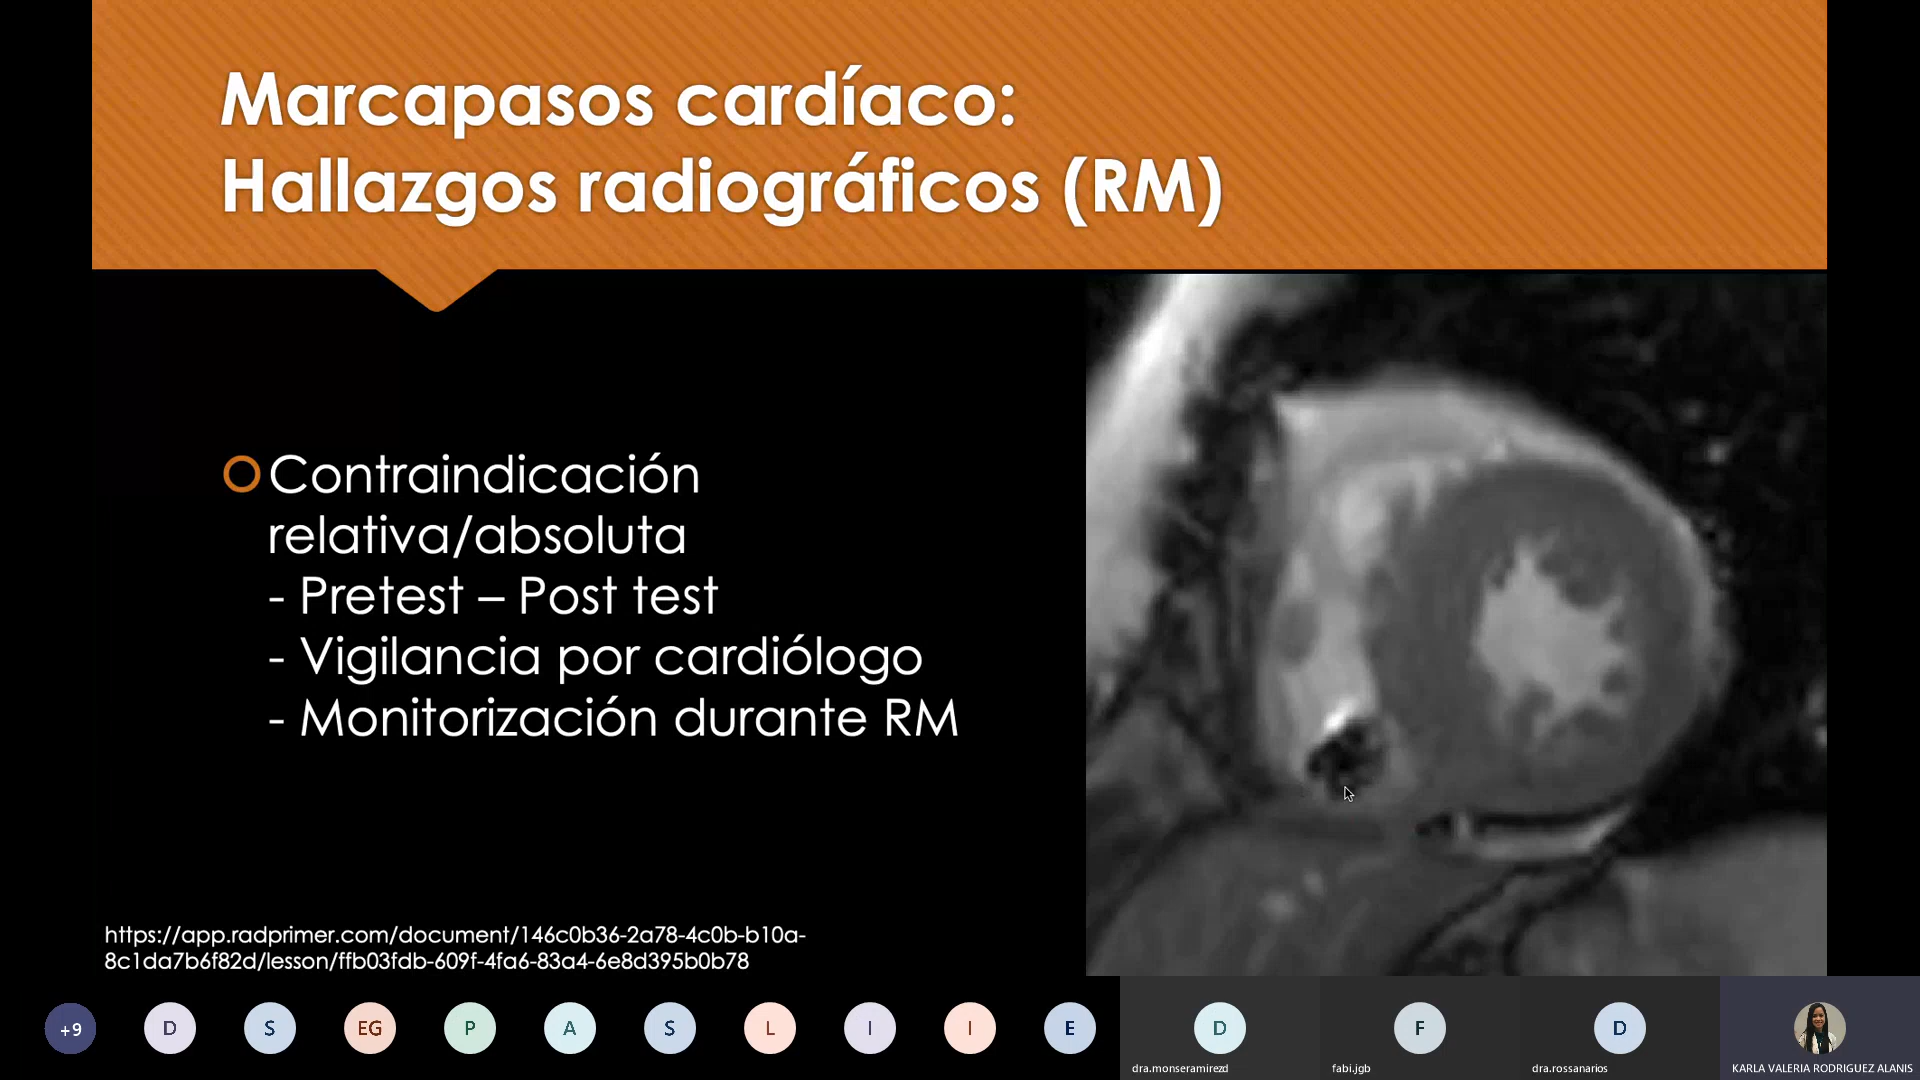 Marcapasos cardíaco:
Hallazgos radiográficos (RM)
Contraindicación
relativa/absoluta
- Pretest – Post test
- Vigilancia por cardiólogo
- Monitorización durante RM
https://app.radprimer.com/document/146c0b36-2a78-4c0b-b10a-
8c1da7b6f82d/lesson/ffb03fdb-609f-4fa6-83a4-6e8d395b0b78
+9 D S EG P A S L I I E D F D
dra.monseramirezd fabi.jgb dra.rossanarios KARLA VALERIA RODRIGUEZ ALANIS